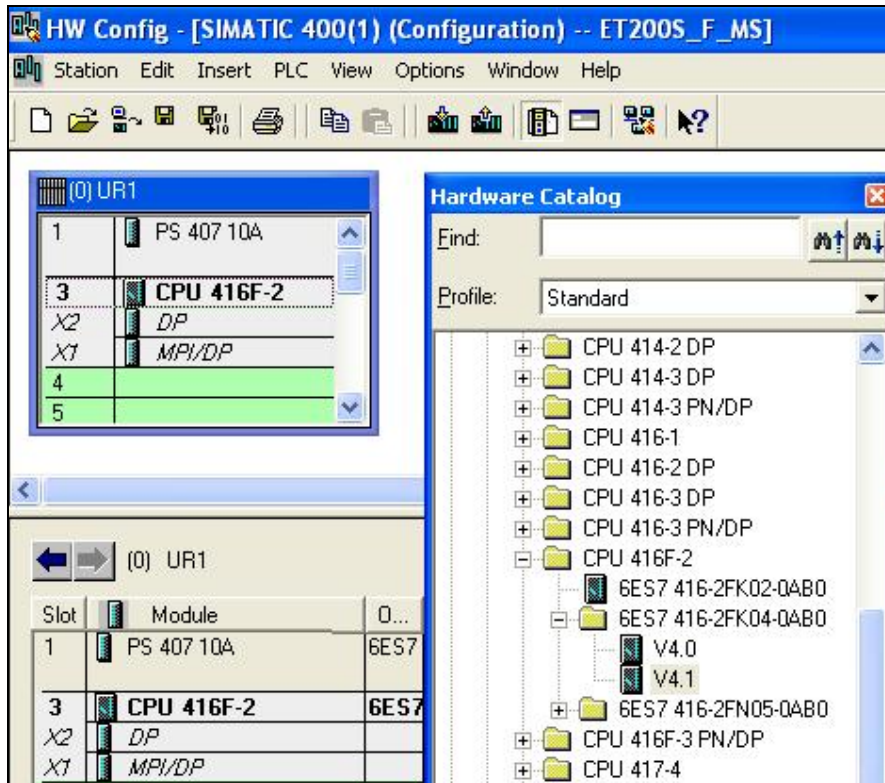 HW Config - [SIMATIC 400(1) (Configuration) -- ET200S_F_MS]
Station Edit Insert PLC View Options Window Help
(0) UR1
1 PS 407 10A
3 CPU 416F-2
X2 DP
X1 MPI/DP
4
5
Hardware Catalog
Find:
Profile: Standard
CPU 414-2 DP
CPU 414-3 DP
CPU 414-3 PN/DP
CPU 416-1
CPU 416-2 DP
CPU 416-3 DP
CPU 416-3 PN/DP
CPU 416F-2
6ES7 416-2FK02-0AB0
6ES7 416-2FK04-0AB0
V4.0
V4.1
6ES7 416-2FN05-0AB0
CPU 416F-3 PN/DP
CPU 417-4
(0) UR1
Slot Module O...
1 PS 407 10A 6ES7
3 CPU 416F-2 6ES7
X2 DP
X1 MPI/DP